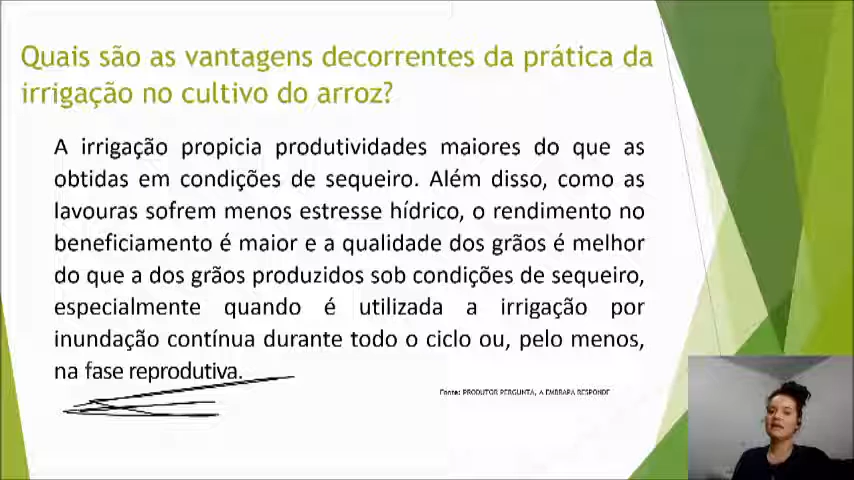 Quais são as vantagens decorrentes da prática da
irrigação no cultivo do arroz?
A irrigação propicia produtividades maiores do que as
obtidas em condições de sequeiro. Além disso, como as
lavouras sofrem menos estresse hídrico, o rendimento no
beneficiamento é maior e a qualidade dos grãos é melhor
do que a dos grãos produzidos sob condições de sequeiro,
especialmente quando é utilizada a irrigação por
inundação contínua durante todo o ciclo ou, pelo menos,
na fase reprodutiva.
Fonte: PRODUTOR PERGUNTA, A EMBRAPA RESPONDE